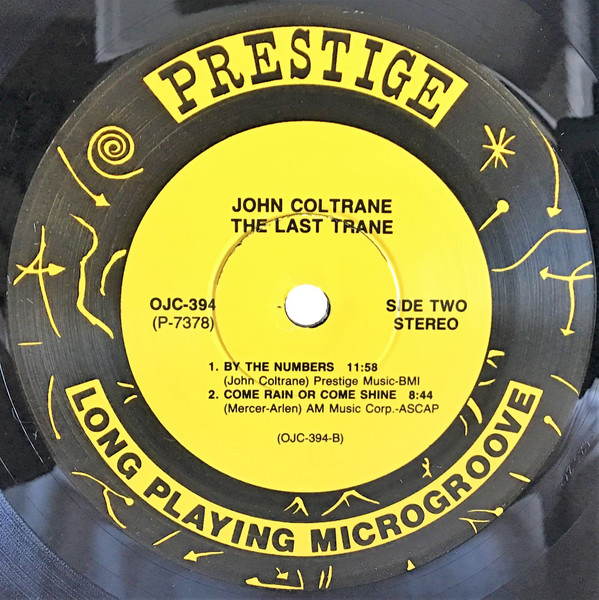 PRESTIGE
JOHN COLTRANE
THE LAST TRANE
OJC-394
(P-7378)
SIDE TWO
STEREO
1. BY THE NUMBERS 11:58
(John Coltrane) Prestige Music-BMI
2. COME RAIN OR COME SHINE 8:44
(Mercer-Arlen) AM Music Corp.-ASCAP
(OJC-394-B)
LONG PLAYING MICROGROOVE